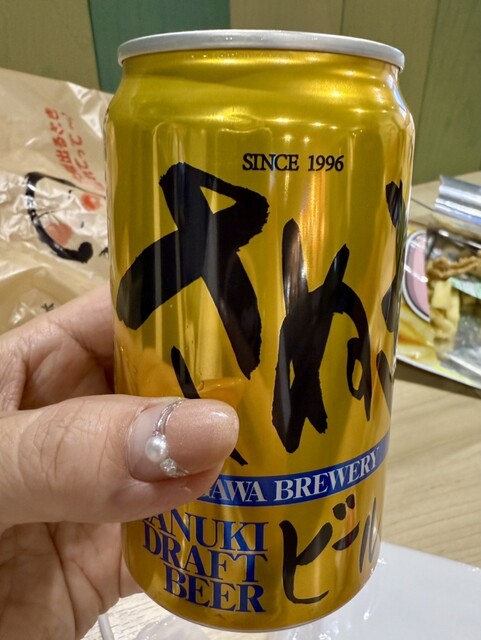 SINCE 1996
さぬ
AWA BREWERY
ANUKI
DRAFT
BEER
ビール